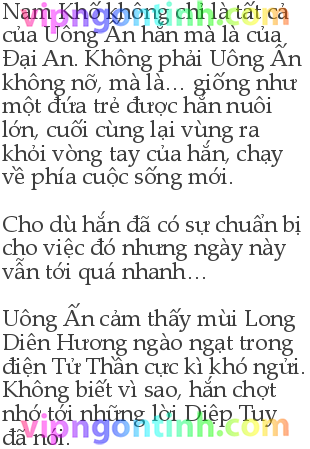 Nam Khố không chỉ là tất cả
của Uông Ấn hắn mà là của
Đại An. Không phải Uông Ấn
không nỡ, mà là... giống như
một đứa trẻ được hắn nuôi
lớn, cuối cùng lại vùng ra
khỏi vòng tay của hắn, chạy
về phía cuộc sống mới.
Cho dù hắn đã có sự chuẩn bị
cho việc đó nhưng ngày này
vẫn tới quá nhanh...
Uông Ấn cảm thấy mùi Long
Diên Hương ngào ngạt trong
điện Tử Thần cực kì khó ngửi.
Không biết vì sao, hắn chợt
nhớ tới những lời Diệp Tuy
đã nói.
vipngontinh.com
vipngontinh.com